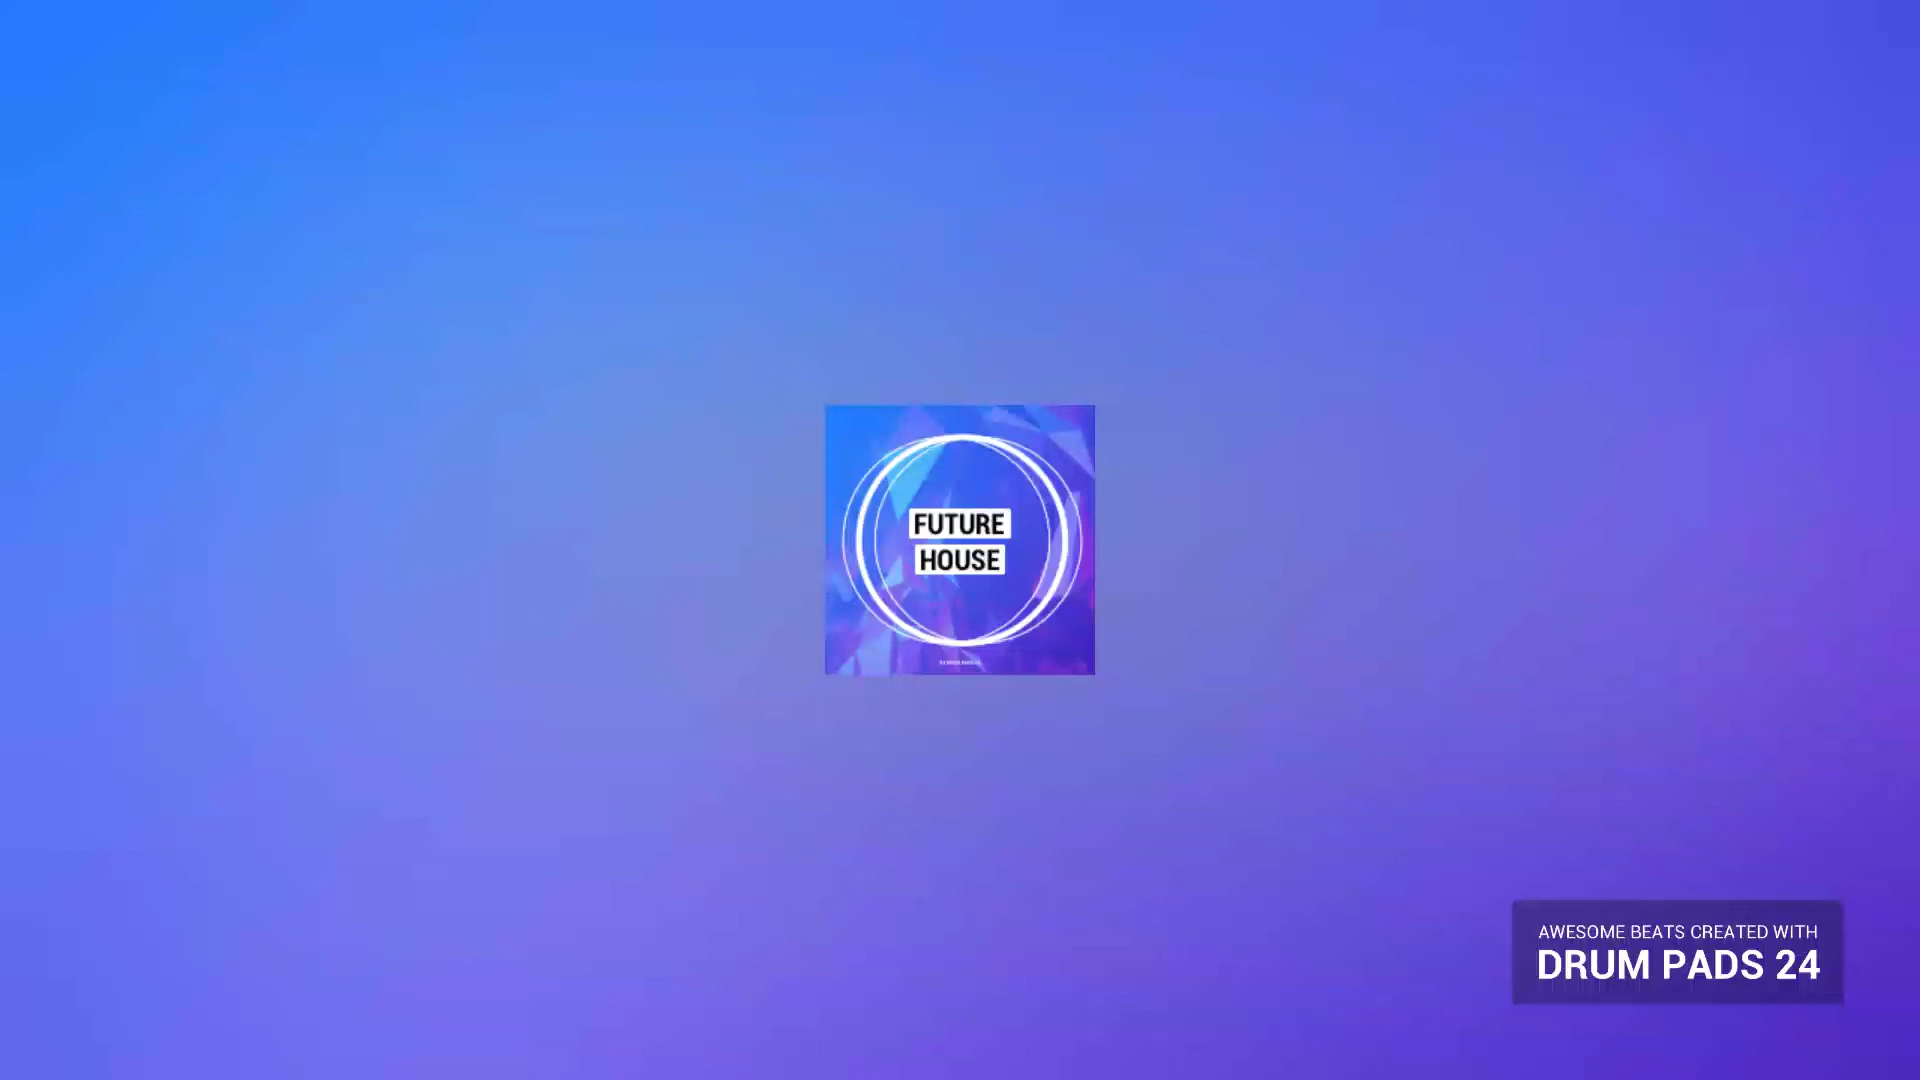 FUTURE
HOUSE
AWESOME BEATS CREATED WITH
DRUM PADS 24